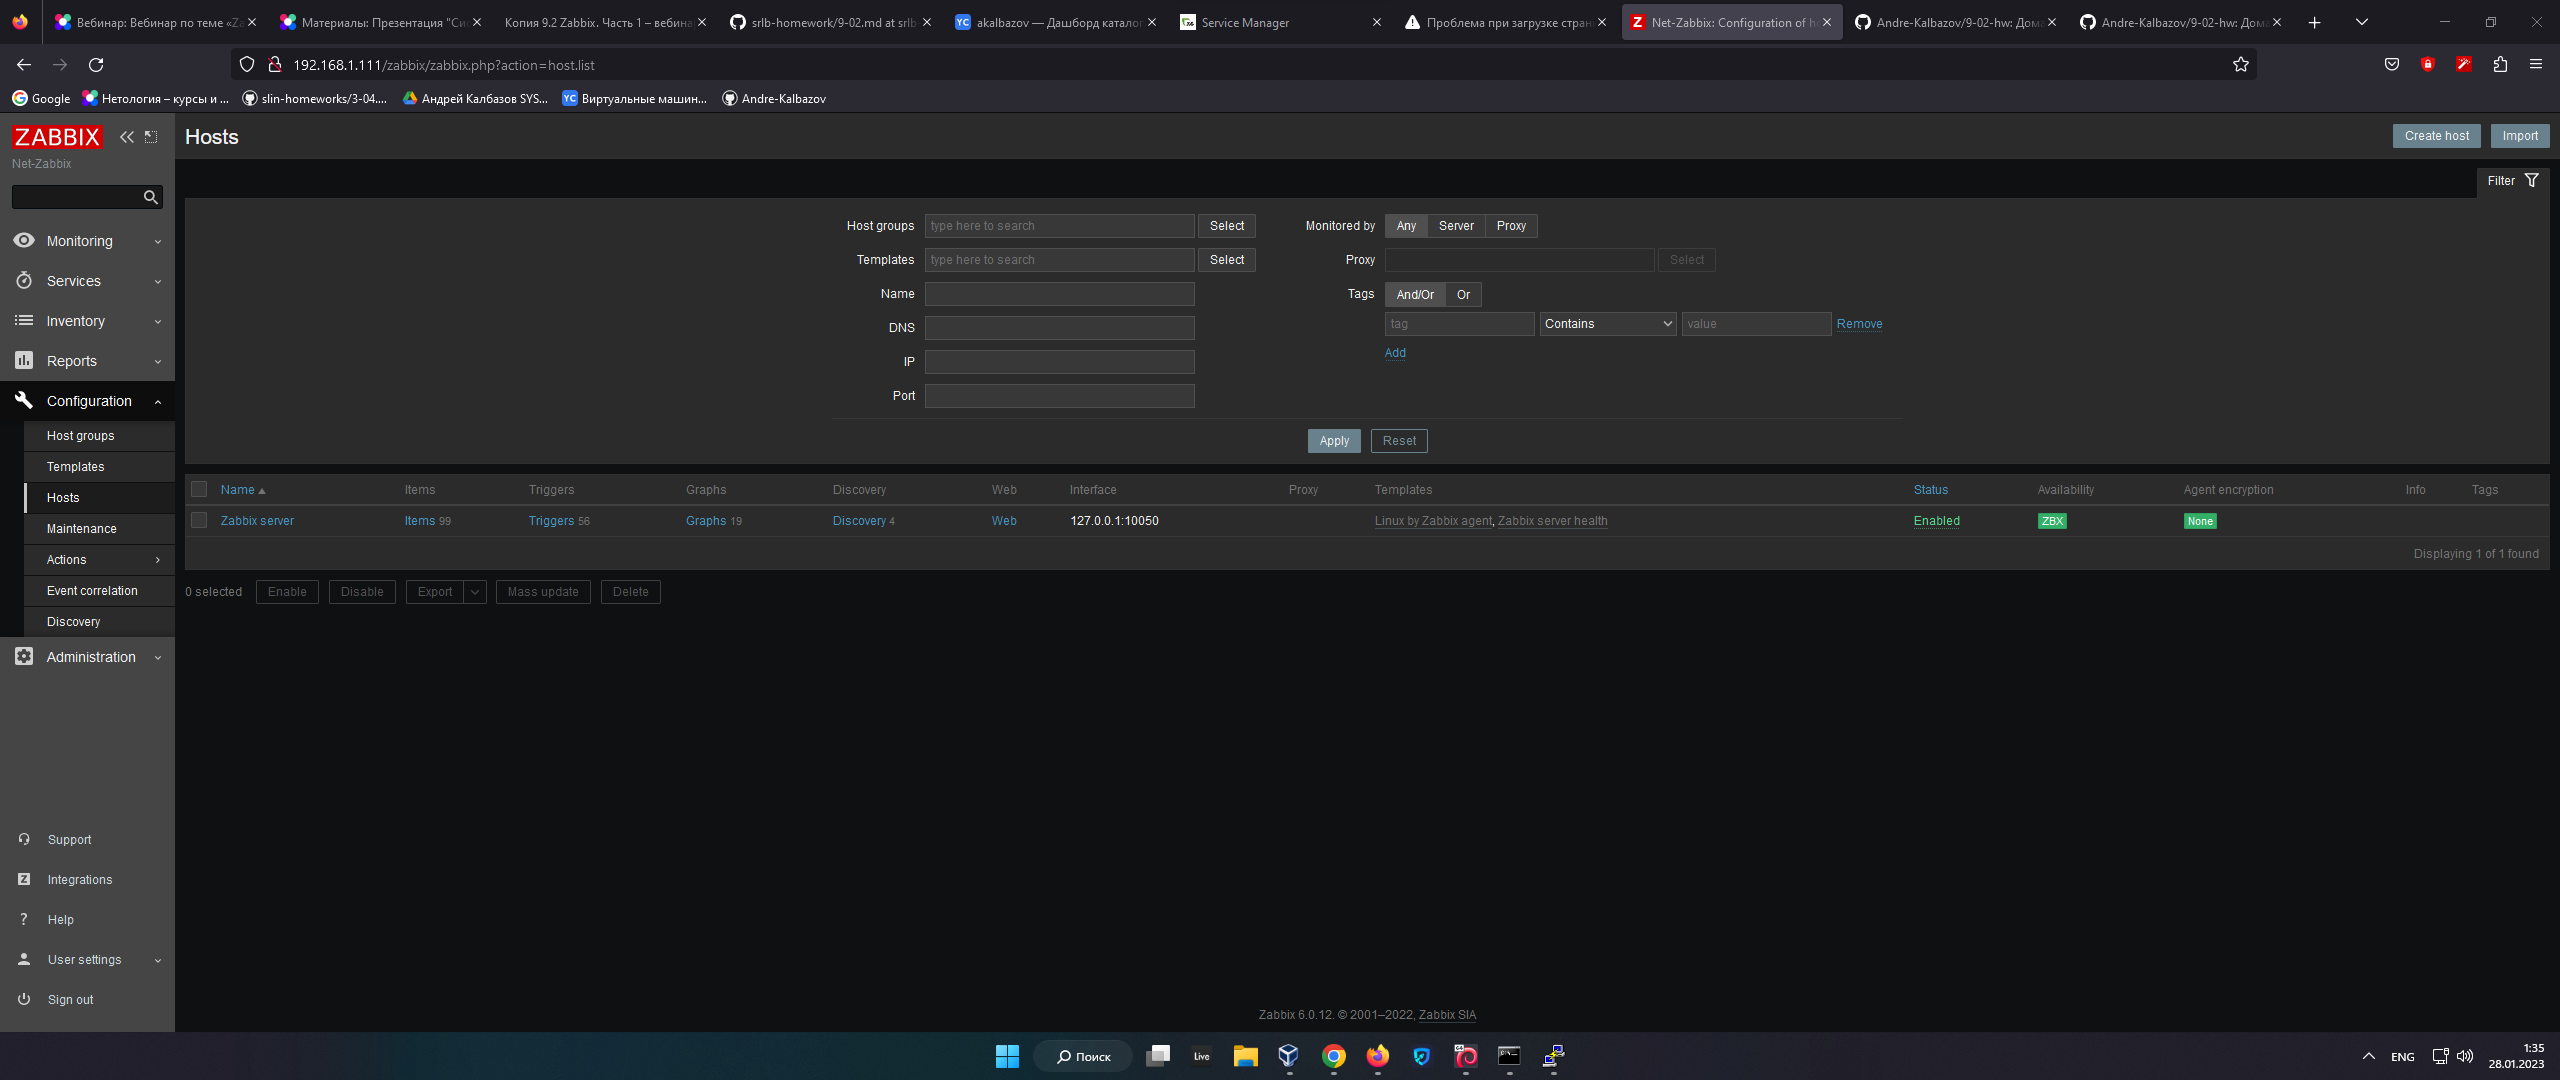 Вебинар: Вебинар по теме «Za
Материалы: Презентация "Сис
Копия 9.2 Zabbix. Часть 1 – вебина
srlb-homework/9-02.md at srlb
YC akalbazov — Дашборд катало
Service Manager
Проблема при загрузке стран
Z Net-Zabbix: Configuration of h
Andre-Kalbazov/9-02-hw: Дома
Andre-Kalbazov/9-02-hw: Дом
192.168.1.111/zabbix/zabbix.php?action=host.list
Google
Нетология – курсы и ...
slin-homeworks/3-04....
Андрей Калбазов SYS...
YC Виртуальные машин...
Andre-Kalbazov
ZABBIX
Net-Zabbix
Monitoring
Services
Inventory
Reports
Configuration
Host groups
Templates
Hosts
Maintenance
Actions
Event correlation
Discovery
Administration
Support
Integrations
Help
User settings
Sign out
Hosts
Create host
Import
Filter
Host groups type here to search Select
Templates type here to search Select
Name
DNS
IP
Port
Monitored by Any Server Proxy
Proxy Select
Tags And/Or Or
tag Contains value Remove
Add
Apply Reset
Name Items Triggers Graphs Discovery Web Interface Proxy Templates Status Availability Agent encryption Info Tags
Zabbix server Items 99 Triggers 56 Graphs 19 Discovery 4 Web 127.0.0.1:10050 Linux by Zabbix agent, Zabbix server health Enabled ZBX None
Displaying 1 of 1 found
0 selected Enable Disable Export Mass update Delete
Zabbix 6.0.12. © 2001–2022, Zabbix SIA
Поиск
Live
ENG
1:35
28.01.2023